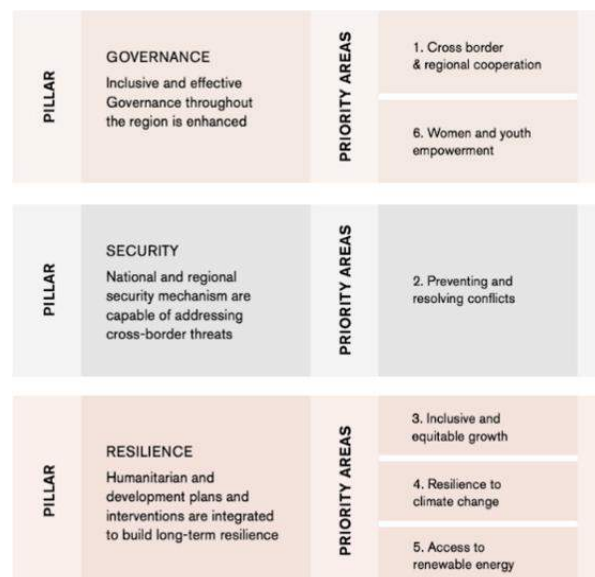 PILLAR
GOVERNANCE
Inclusive and effective
Governance throughout
the region is enhanced
PRIORITY AREAS
1. Cross border
& regional cooperation
6. Women and youth
empowerment
PILLAR
SECURITY
National and regional
security mechanism are
capable of addressing
cross-border threats
PRIORITY AREAS
2. Preventing and
resolving conflicts
PILLAR
RESILIENCE
Humanitarian and
development plans and
interventions are integrated
to build long-term resilience
PRIORITY AREAS
3. Inclusive and
equitable growth
4. Resilience to
climate change
5. Access to
renewable energy